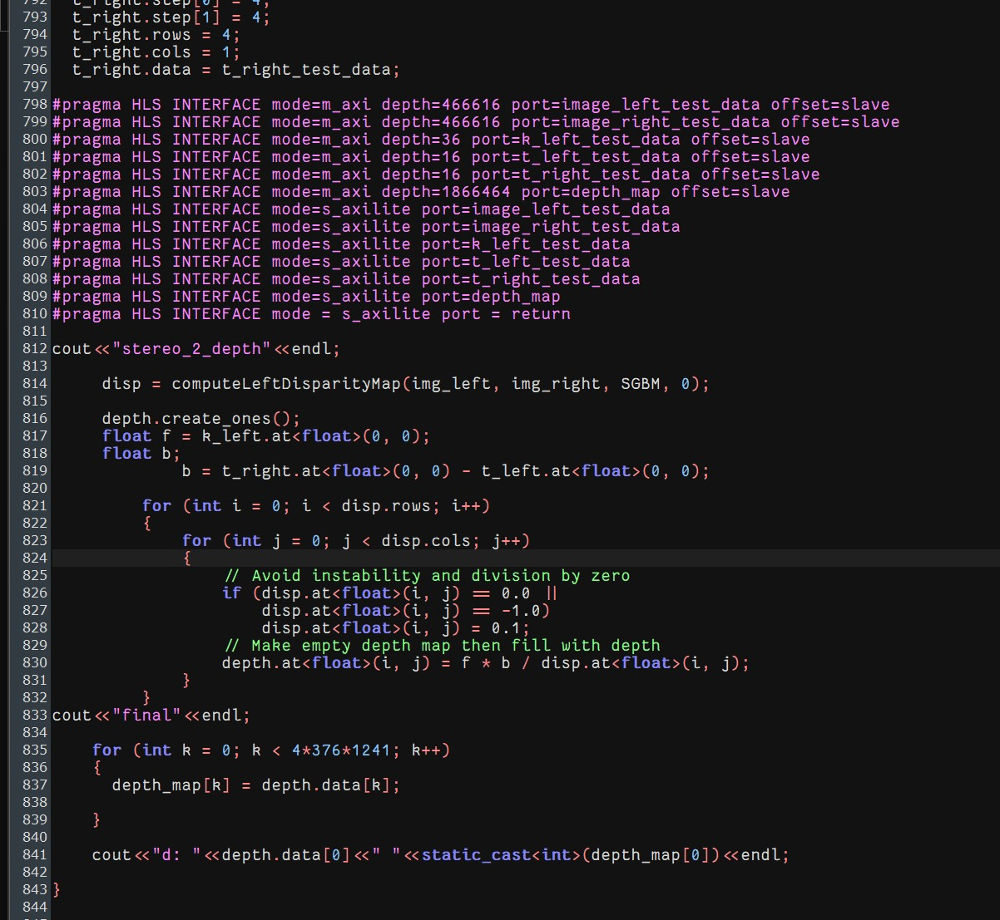 792 t_right.step[0] = 4;
793 t_right.step[1] = 4;
794 t_right.rows = 4;
795 t_right.cols = 1;
796 t_right.data = t_right_test_data;
797
798 #pragma HLS INTERFACE mode=m_axi depth=466616 port=image_left_test_data offset=slave
799 #pragma HLS INTERFACE mode=m_axi depth=466616 port=image_right_test_data offset=slave
800 #pragma HLS INTERFACE mode=m_axi depth=36 port=k_left_test_data offset=slave
801 #pragma HLS INTERFACE mode=m_axi depth=16 port=t_left_test_data offset=slave
802 #pragma HLS INTERFACE mode=m_axi depth=16 port=t_right_test_data offset=slave
803 #pragma HLS INTERFACE mode=m_axi depth=1866464 port=depth_map offset=slave
804 #pragma HLS INTERFACE mode=s_axilite port=image_left_test_data
805 #pragma HLS INTERFACE mode=s_axilite port=image_right_test_data
806 #pragma HLS INTERFACE mode=s_axilite port=k_left_test_data
807 #pragma HLS INTERFACE mode=s_axilite port=t_left_test_data
808 #pragma HLS INTERFACE mode=s_axilite port=t_right_test_data
809 #pragma HLS INTERFACE mode=s_axilite port=depth_map
810 #pragma HLS INTERFACE mode = s_axilite port = return
811
812 cout<<"stereo_2_depth"<<endl;
813
814 disp = computeLeftDisparityMap(img_left, img_right, SGBM, 0);
815
816 depth.create_ones();
817 float f = k_left.at<float>(0, 0);
818 float b;
819 b = t_right.at<float>(0, 0) - t_left.at<float>(0, 0);
820
821 for (int i = 0; i < disp.rows; i++)
822 {
823 for (int j = 0; j < disp.cols; j++)
824 {
825 // Avoid instability and division by zero
826 if (disp.at<float>(i, j) == 0.0 ||
827 disp.at<float>(i, j) == -1.0)
828 disp.at<float>(i, j) = 0.1;
829 // Make empty depth map then fill with depth
830 depth.at<float>(i, j) = f * b / disp.at<float>(i, j);
831 }
832 }
833 cout<<"final"<<endl;
834
835 for (int k = 0; k < 4*376*1241; k++)
836 {
837 depth_map[k] = depth.data[k];
838
839 }
840
841 cout<<"d: "<<depth.data[0]<<" "<<static_cast<int>(depth_map[0])<<endl;
842
843 }
844